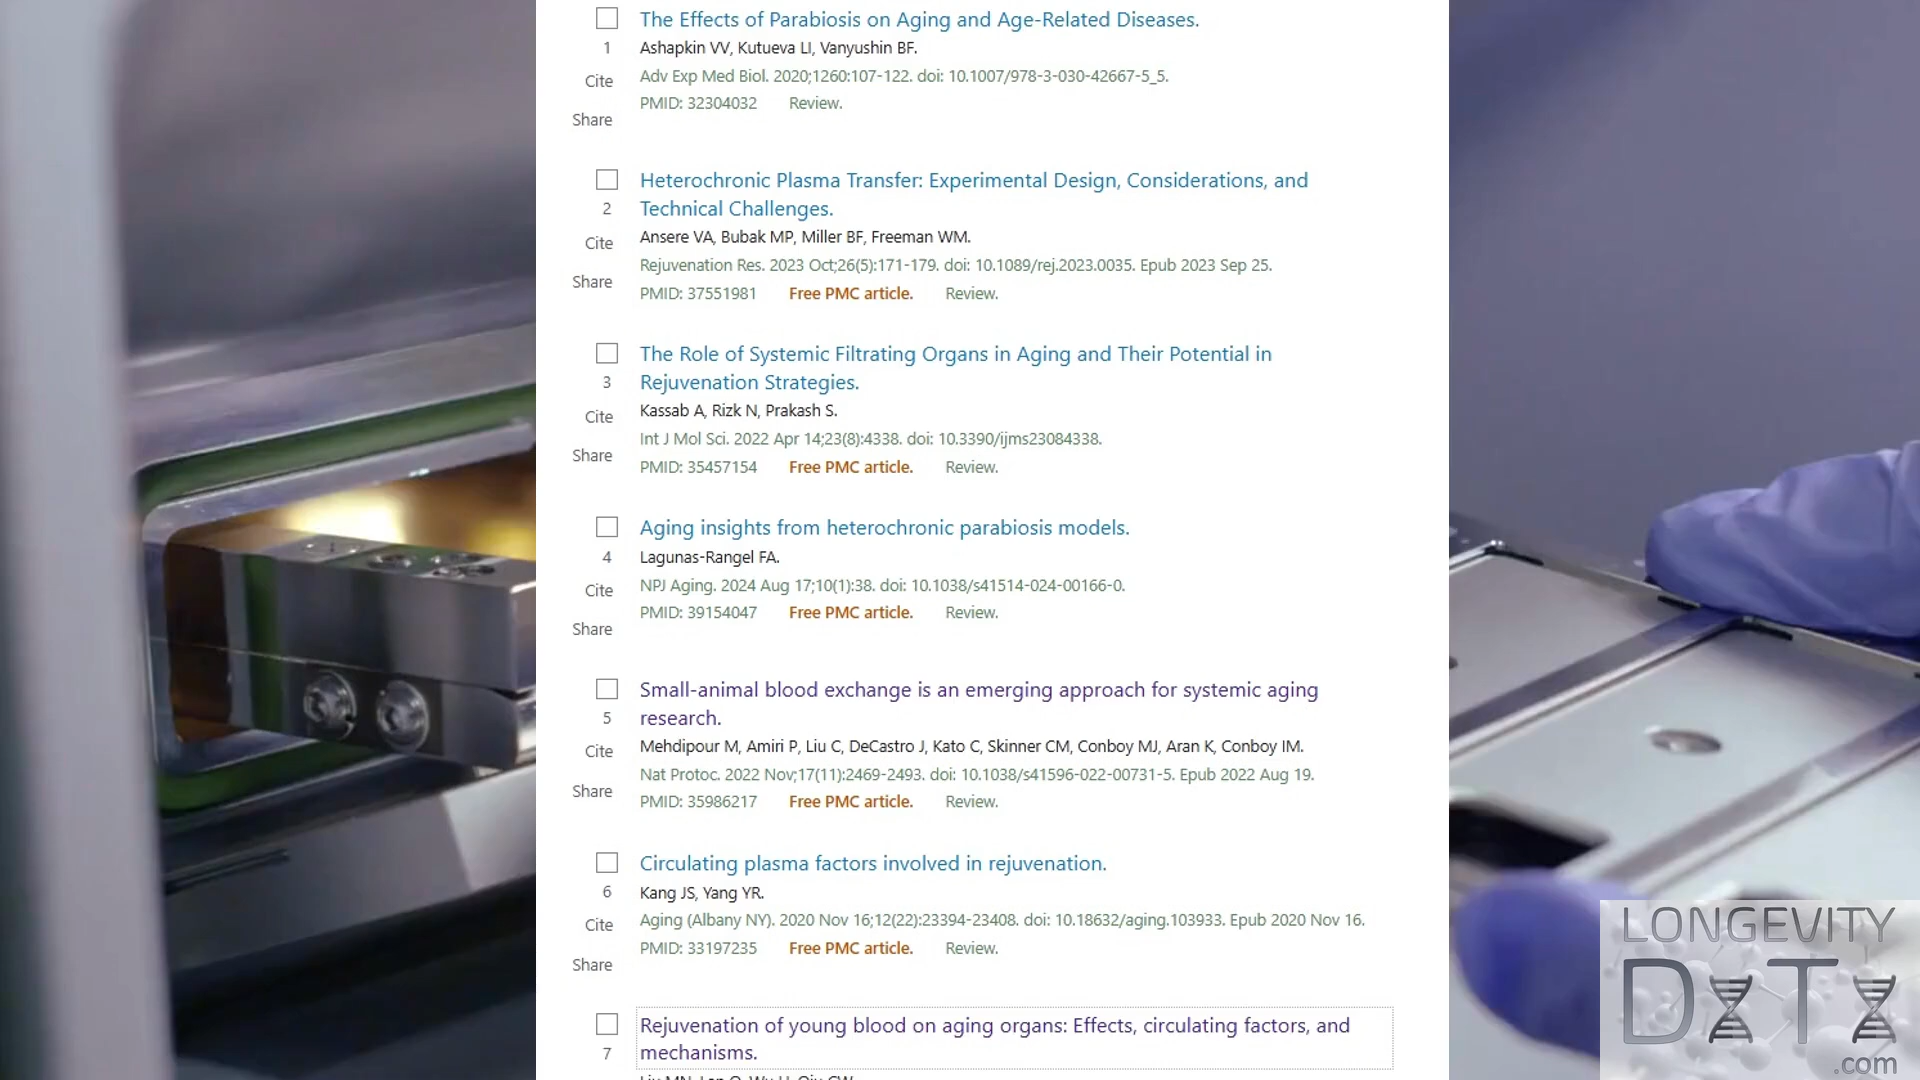 The Effects of Parabiosis on Aging and Age-Related Diseases.
1
Ashapkin VV, Kutueva LI, Vanyushin BF.
Cite
Adv Exp Med Biol. 2020;1260:107-122. doi: 10.1007/978-3-030-42667-5_5.
PMID: 32304032 Review.
Share
Heterochronic Plasma Transfer: Experimental Design, Considerations, and
2
Technical Challenges.
Ansere VA, Bubak MP, Miller BF, Freeman WM.
Cite
Rejuvenation Res. 2023 Oct;26(5):171-179. doi: 10.1089/rej.2023.0035. Epub 2023 Sep 25.
Share
PMID: 37551981 Free PMC article. Review.
The Role of Systemic Filtrating Organs in Aging and Their Potential in
3
Rejuvenation Strategies.
Kassab A, Rizk N, Prakash S.
Cite
Int J Mol Sci. 2022 Apr 14;23(8):4338. doi: 10.3390/ijms23084338.
Share
PMID: 35457154 Free PMC article. Review.
Aging insights from heterochronic parabiosis models.
4
Lagunas-Rangel FA.
Cite
NPJ Aging. 2024 Aug 17;10(1):38. doi: 10.1038/s41514-024-00166-0.
PMID: 39154047 Free PMC article. Review.
Share
Small-animal blood exchange is an emerging approach for systemic aging
5
research.
Mehdipour M, Amiri P, Liu C, DeCastro J, Kato C, Skinner CM, Conboy MJ, Aran K, Conboy IM.
Cite
Nat Protoc. 2022 Nov;17(11):2469-2493. doi: 10.1038/s41596-022-00731-5. Epub 2022 Aug 19.
Share
PMID: 35986217 Free PMC article. Review.
Circulating plasma factors involved in rejuvenation.
6
Kang JS, Yang YR.
Cite
Aging (Albany NY). 2020 Nov 16;12(22):23394-23408. doi: 10.18632/aging.103933. Epub 2020 Nov 16.
PMID: 33197235 Free PMC article. Review.
Share
Rejuvenation of young blood on aging organs: Effects, circulating factors, and
7
mechanisms.
LONGEVITY
DATA
.com